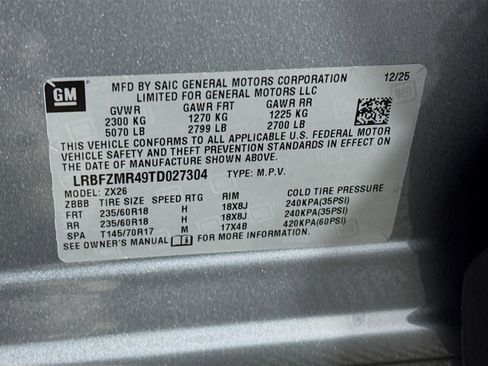 GM
MFD BY SAIC GENERAL MOTORS CORPORATION 12/25
LIMITED FOR GENERAL MOTORS LLC
GVWR GAWR FRT GAWR RR
2300 KG 1270 KG 1225 KG
5070 LB 2799 LB 2700 LB
THIS VEHICLE CONFORMS TO ALL APPLICABLE U.S. FEDERAL MOTOR
VEHICLE SAFETY AND THEFT PREVENTION STANDARDS IN EFFECT
ON THE DATE OF MANUFACTURE SHOWN ABOVE.
LRBFZMR49TD027304 TYPE: M.P.V.
MODEL: ZX26
ZBBB TIRE SIZE SPEED RTG RIM COLD TIRE PRESSURE
FRT 235/60R18 H 18X8J 240KPA(35PSI)
RR 235/60R18 H 18X8J 240KPA(35PSI)
SPA T145/70R17 M 17X4B 420KPA(60PSI)
SEE OWNER'S MANUAL FOR MORE INFORMATION.